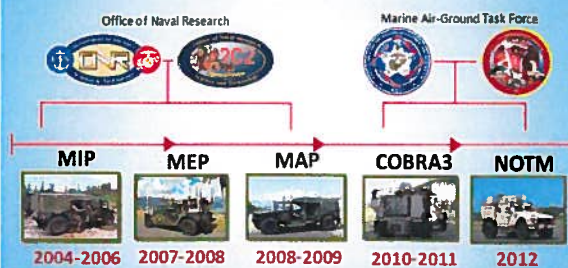 Office of Naval Research
Marine Air-Ground Task Force
ONR
MIP
MEP
MAP
COBRA3
NOTM
2004-2006
2007-2008
2008-2009
2010-2011
2012